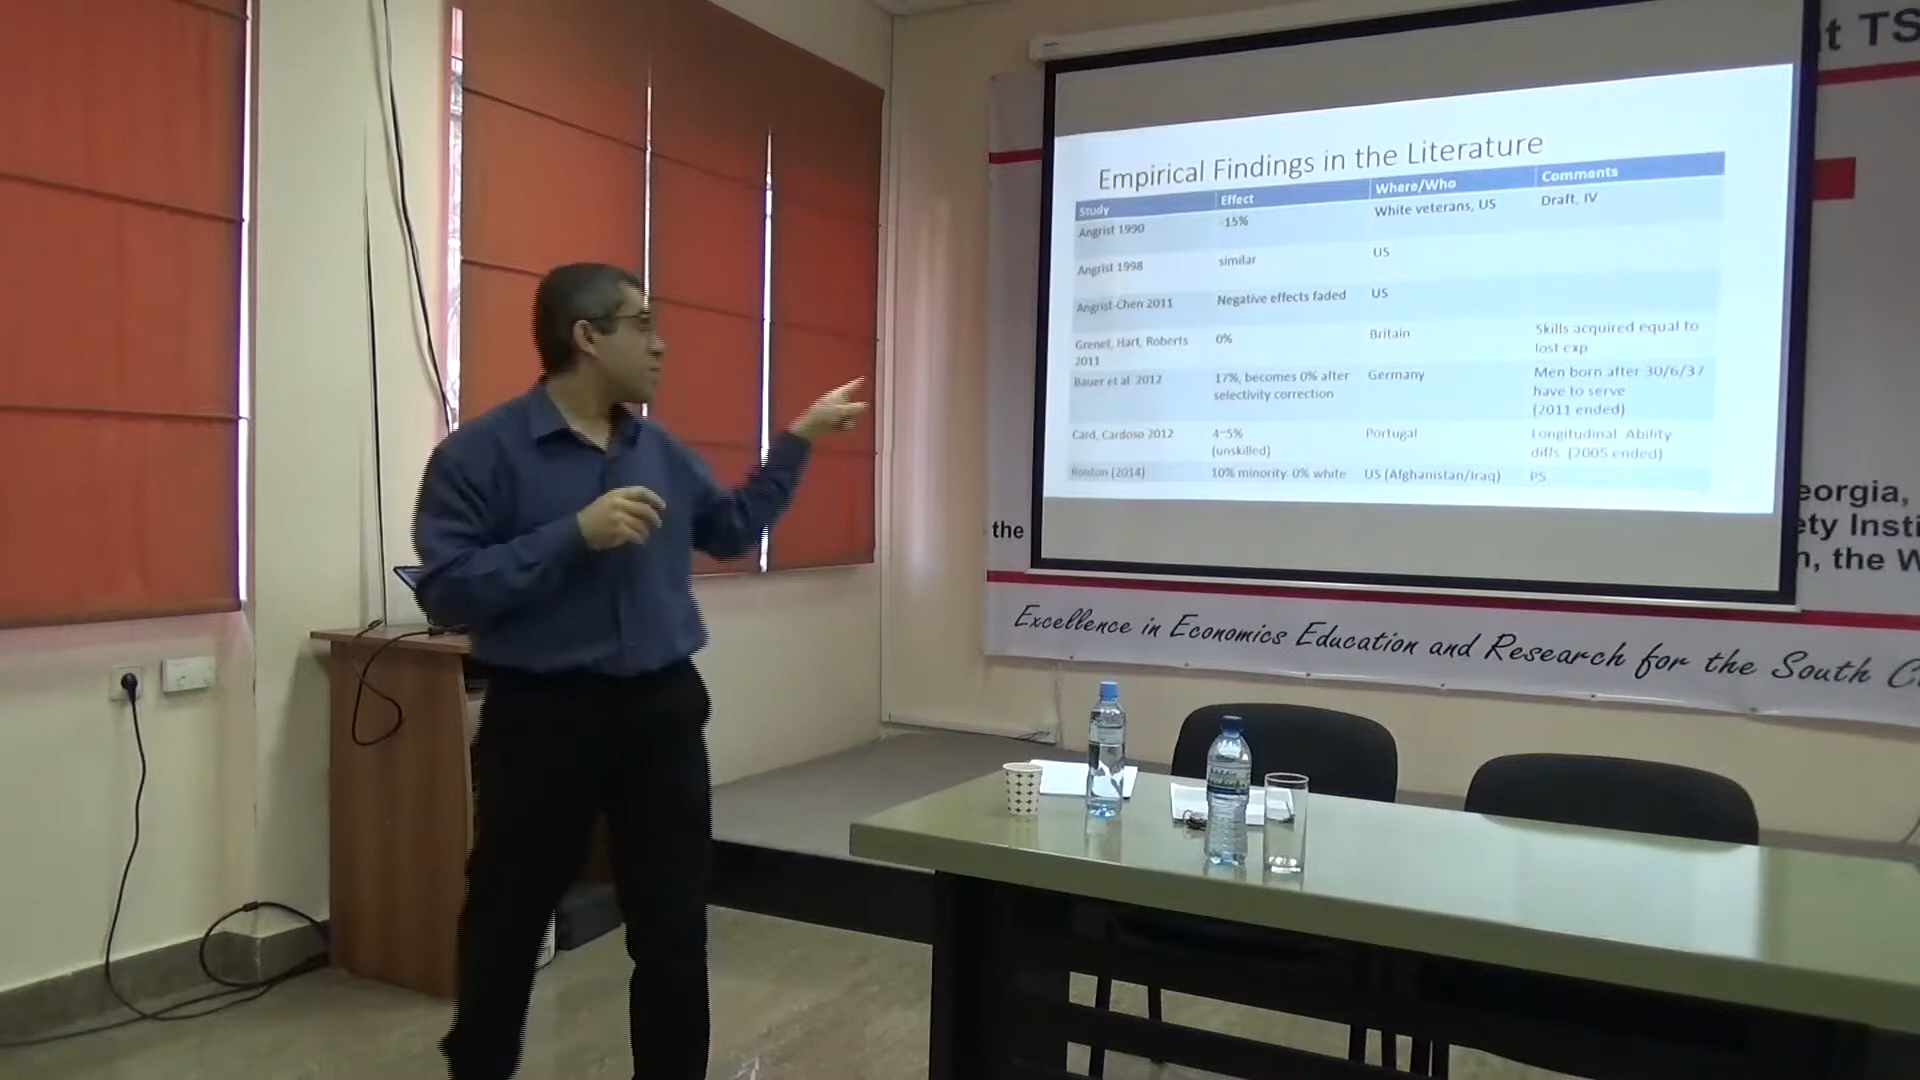 t TS
Empirical Findings in the Literature
Study Effect Where/Who Comments
Angrist 1990 -15% White veterans, US Draft, IV
Angrist 1998 similar US
Angrist-Chen 2011 Negative effects faded US
Grenet, Hart, Roberts 0% Britain Skills acquired equal to
2011 lost exp
Bauer et al 2012 17%, becomes 0% after Germany Men born after 30/6/37
selectivity correction have to serve
(2011 ended)
Card, Cardoso 2012 4-5% Portugal Longitudinal Ability
(unskilled) diffs. (2005 ended)
Routon (2014) 10% minority 0% white US (Afghanistan/Iraq) PS
eorgia,
the ety Insti
n, the W
Excellence in Economics Education and Research for the South C